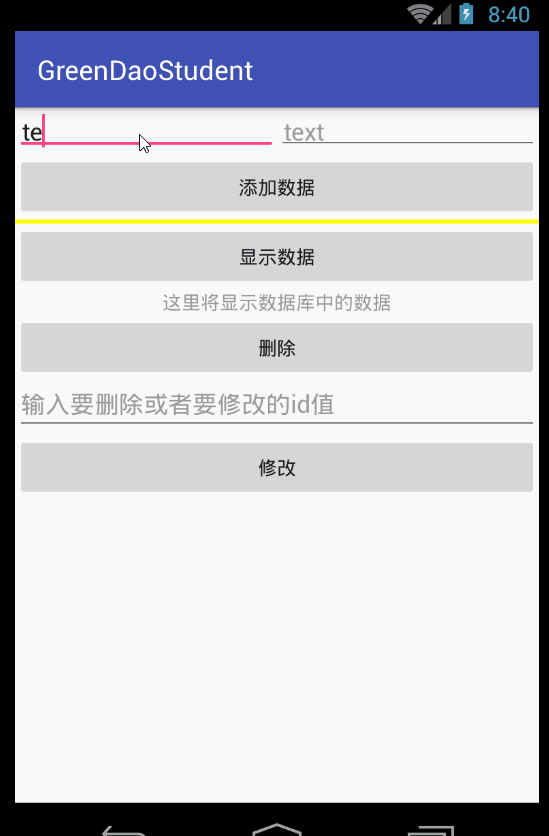 8:40
GreenDaoStudent
te text
添加数据
显示数据
这里将显示数据库中的数据
删除
输入要删除或者要修改的id值
修改